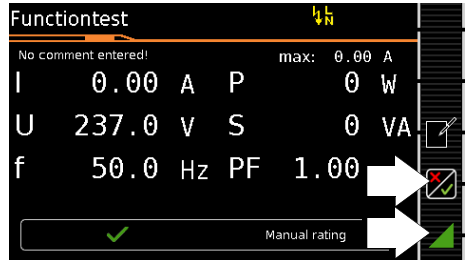 Functiontest L N
No comment entered! max: 0.00 A
I 0.00 A P 0 W
U 237.0 V S 0 VA
f 50.0 Hz PF 1.00
Manual rating